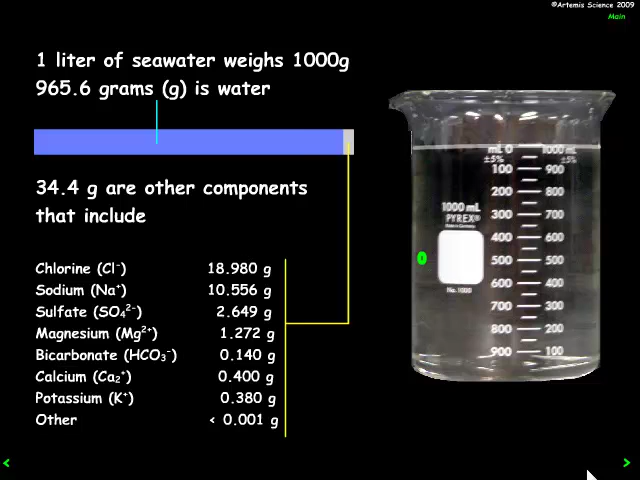 ©Artemis Science 2009
Main
1 liter of seawater weighs 1000g
965.6 grams (g) is water
34.4 g are other components
that include
Chlorine (Cl⁻) 18.980 g
Sodium (Na⁺) 10.556 g
Sulfate (SO₄²⁻) 2.649 g
Magnesium (Mg²⁺) 1.272 g
Bicarbonate (HCO₃⁻) 0.140 g
Calcium (Ca₂⁺) 0.400 g
Potassium (K⁺) 0.380 g
Other < 0.001 g
mL 0 1000 mL
±5% ±5%
100 900
200 800
1000 mL
PYREX®
300 700
400 600
0
500 500
600 400
No. 1000
700 300
800 200
900 100
<
>